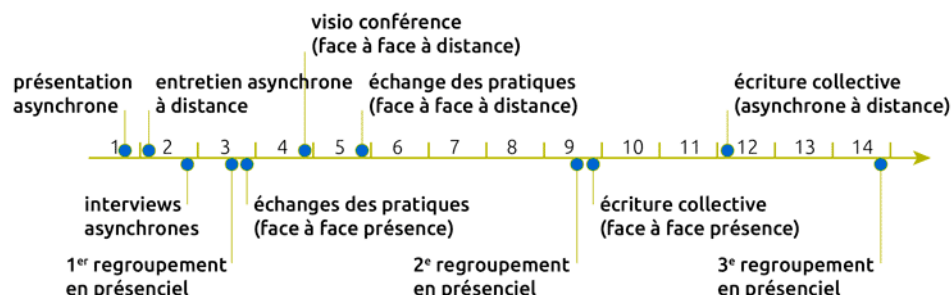 visio conférence
(face à face à distance)
présentation
asynchrone
entretien asynchrone
à distance
échange des pratiques
(face à face à distance)
écriture collective
(asynchrone à distance)
1 2 3 4 5 6 7 8 9 10 11 12 13 14
interviews
asynchrones
échanges des pratiques
(face à face présence)
écriture collective
(face à face présence)
1er regroupement
en présenciel
2e regroupement
en présenciel
3e regroupement
en présenciel